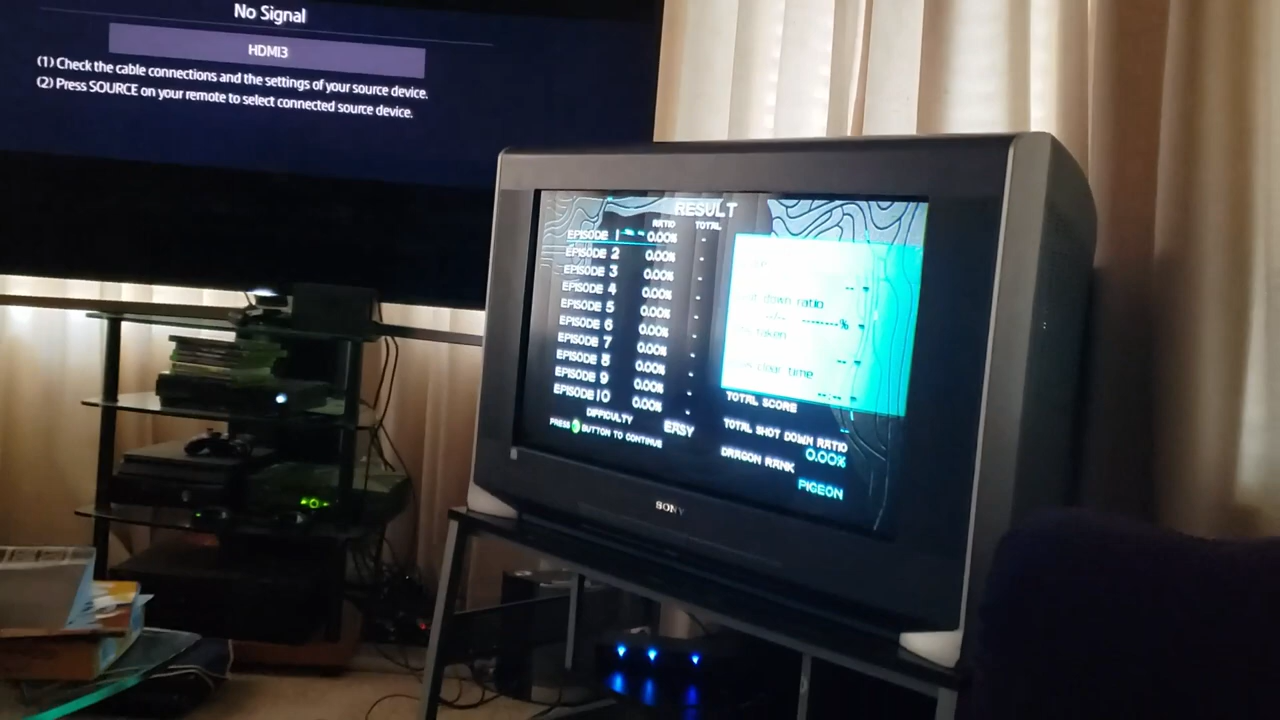 No Signal
HDMI3
(1) Check the cable connections and the settings of your source device.
(2) Press SOURCE on your remote to select connected source device.
RESULT
RATIO TOTAL
EPISODE 1 0.00% -
EPISODE 2 0.00% -
EPISODE 3 0.00% -
EPISODE 4 0.00% -
EPISODE 5 0.00% -
EPISODE 6 0.00% -
EPISODE 7 0.00% -
EPISODE 8 0.00% -
EPISODE 9 0.00% -
EPISODE 10 0.00% -
DIFFICULTY
EASY
PRESS BUTTON TO CONTINUE
down ratio
%
taken
time
TOTAL SCORE
TOTAL SHOT DOWN RATIO
0.00%
DRAGON RANK
PIGEON
SONY